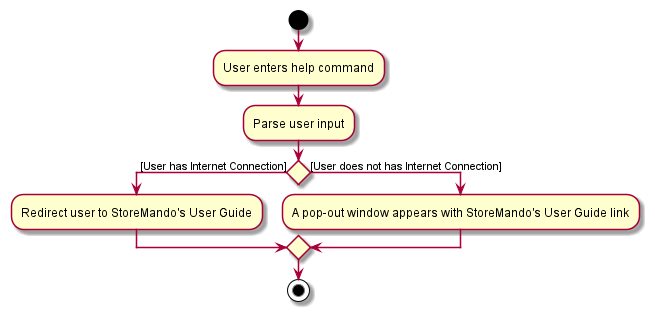 User enters help command
Parse user input
[User has Internet Connection]
[User does not has Internet Connection]
Redirect user to StoreMando's User Guide
A pop-out window appears with StoreMando's User Guide link